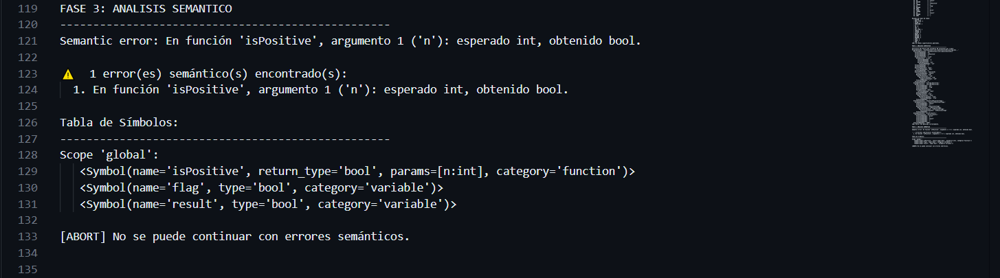 119 FASE 3: ANALISIS SEMANTICO
120 --------------------------------------------------
121 Semantic error: En función 'isPositive', argumento 1 ('n'): esperado int, obtenido bool.
122
123 ⚠ 1 error(es) semántico(s) encontrado(s):
124 1. En función 'isPositive', argumento 1 ('n'): esperado int, obtenido bool.
125
126 Tabla de Símbolos:
127 --------------------------------------------------
128 Scope 'global':
129 <Symbol(name='isPositive', return_type='bool', params=[n:int], category='function')>
130 <Symbol(name='flag', type='bool', category='variable')>
131 <Symbol(name='result', type='bool', category='variable')>
132
133 [ABORT] No se puede continuar con errores semánticos.
134
135